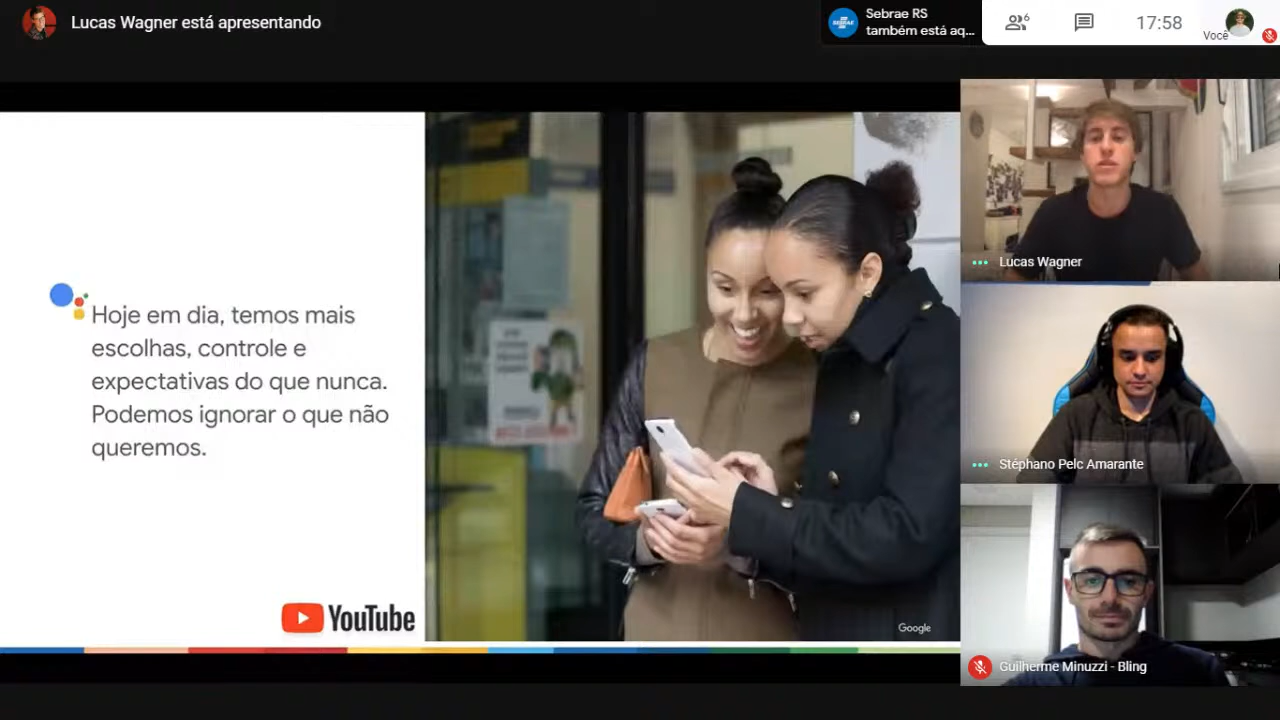 Lucas Wagner está apresentando
Sebrae RS
também está aq...
6
17:58
Você
SEBRAE
Lucas Wagner
Hoje em dia, temos mais
escolhas, controle e
expectativas do que nunca.
Podemos ignorar o que não
queremos.
Stéphano Pelc Amarante
YouTube
Google
Guilherme Minuzzi - Bling